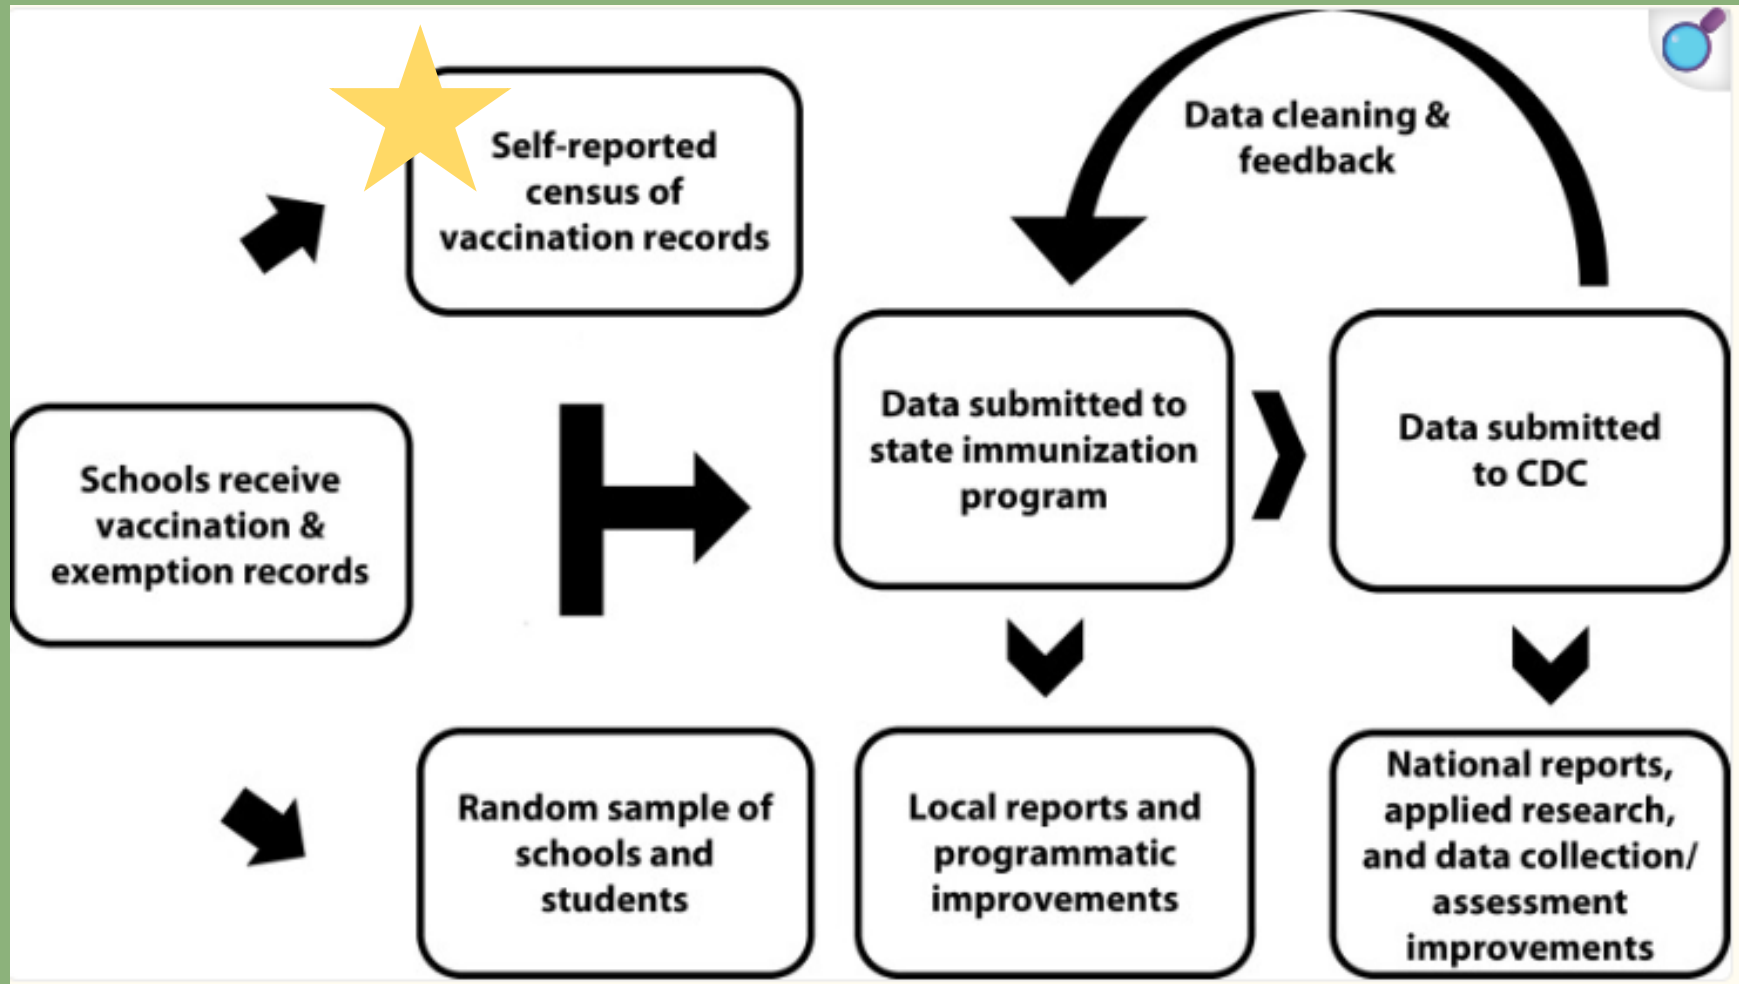 Self-reported
census of
vaccination records
Data cleaning &
feedback
Schools receive
vaccination &
exemption records
Data submitted to
state immunization
program
Data submitted
to CDC
Random sample of
schools and
students
Local reports and
programmatic
improvements
National reports,
applied research,
and data collection/
assessment
improvements